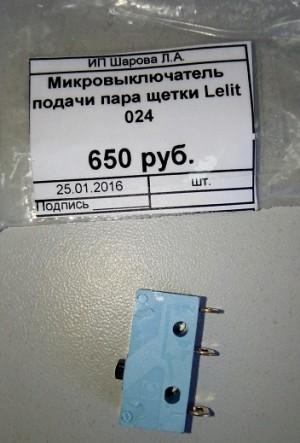 ИП Шарова Л.А.
Микровыключатель
подачи пара щетки Lelit
024
650 руб.
25.01.2016 шт.
Подпись